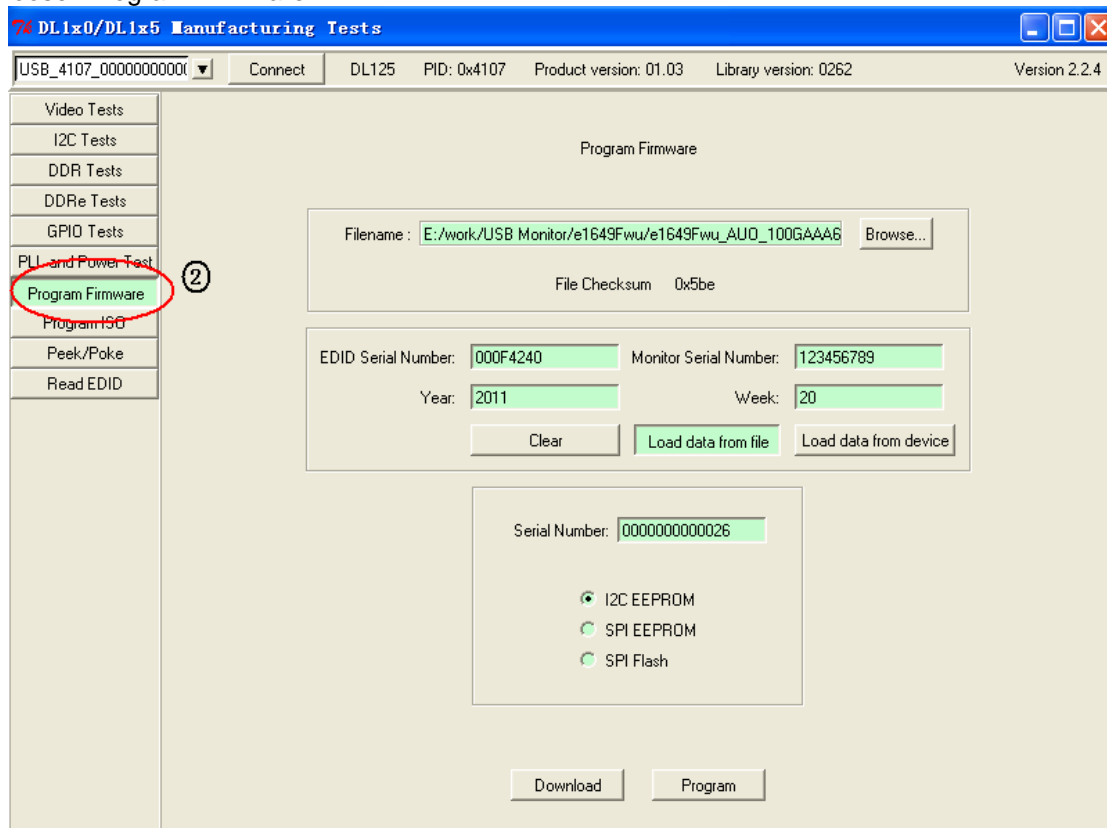 DL1x0/DL1x5 Manufacturing Tests
USB_4107_0000000000( Connect DL125 PID: 0x4107 Product version: 01.03 Library version: 0262 Version 2.2.4
Video Tests
I2C Tests
DDR Tests
DDRe Tests
GPIO Tests
PLL and Power Test
Program Firmware
Program ISO
Peek/Poke
Read EDID
②
Program Firmware
Filename : E:/work/USB Monitor/e1649Fwu/e1649Fwu_AUO_100GAAA6 Browse...
File Checksum 0x5be
EDID Serial Number: 000F4240 Monitor Serial Number: 123456789
Year: 2011 Week: 20
Clear Load data from file Load data from device
Serial Number: 0000000000026
I2C EEPROM
SPI EEPROM
SPI Flash
Download Program